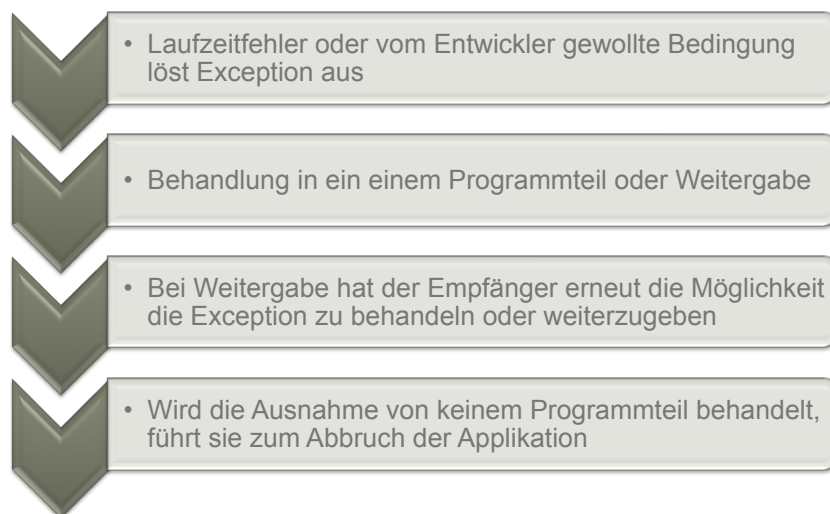 • Laufzeitfehler oder vom Entwickler gewollte Bedingung
löst Exception aus
• Behandlung in ein einem Programmteil oder Weitergabe
• Bei Weitergabe hat der Empfänger erneut die Möglichkeit
die Exception zu behandeln oder weiterzugeben
• Wird die Ausnahme von keinem Programmteil behandelt,
führt sie zum Abbruch der Applikation